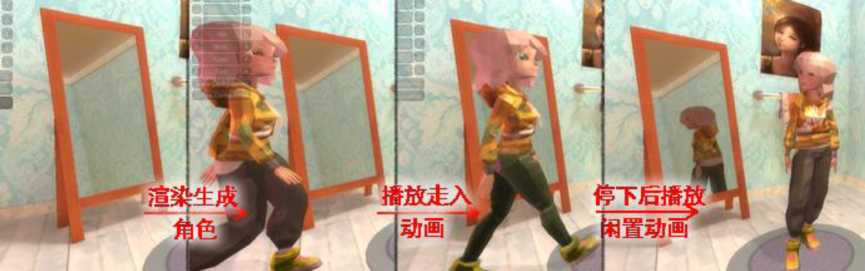 渲染生成
角色
播放走入
动画
停下后播放
闲置动画